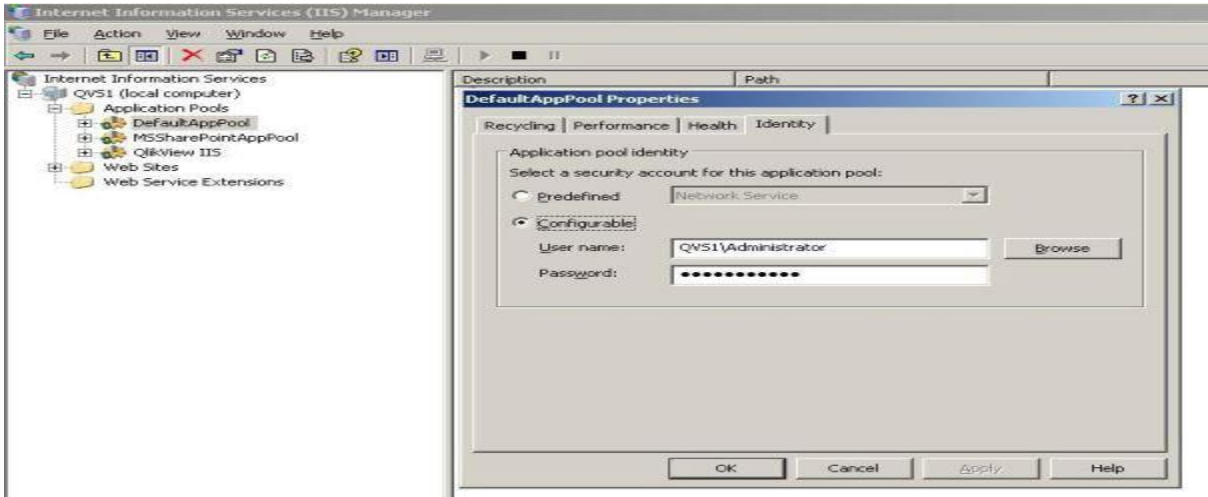 Internet Information Services (IIS) Manager
File Action View Window Help
Internet Information Services
QVS1 (local computer)
Application Pools
DefaultAppPool
MSSharePointAppPool
QlikView IIS
Web Sites
Web Service Extensions
Description Path
DefaultAppPool Properties
Recycling Performance Health Identity
Application pool identity
Select a security account for this application pool:
Predefined Network Service
Configurable
User name: QVS1\Administrator Browse
Password: ●●●●●●●●●●●
OK Cancel Apply Help